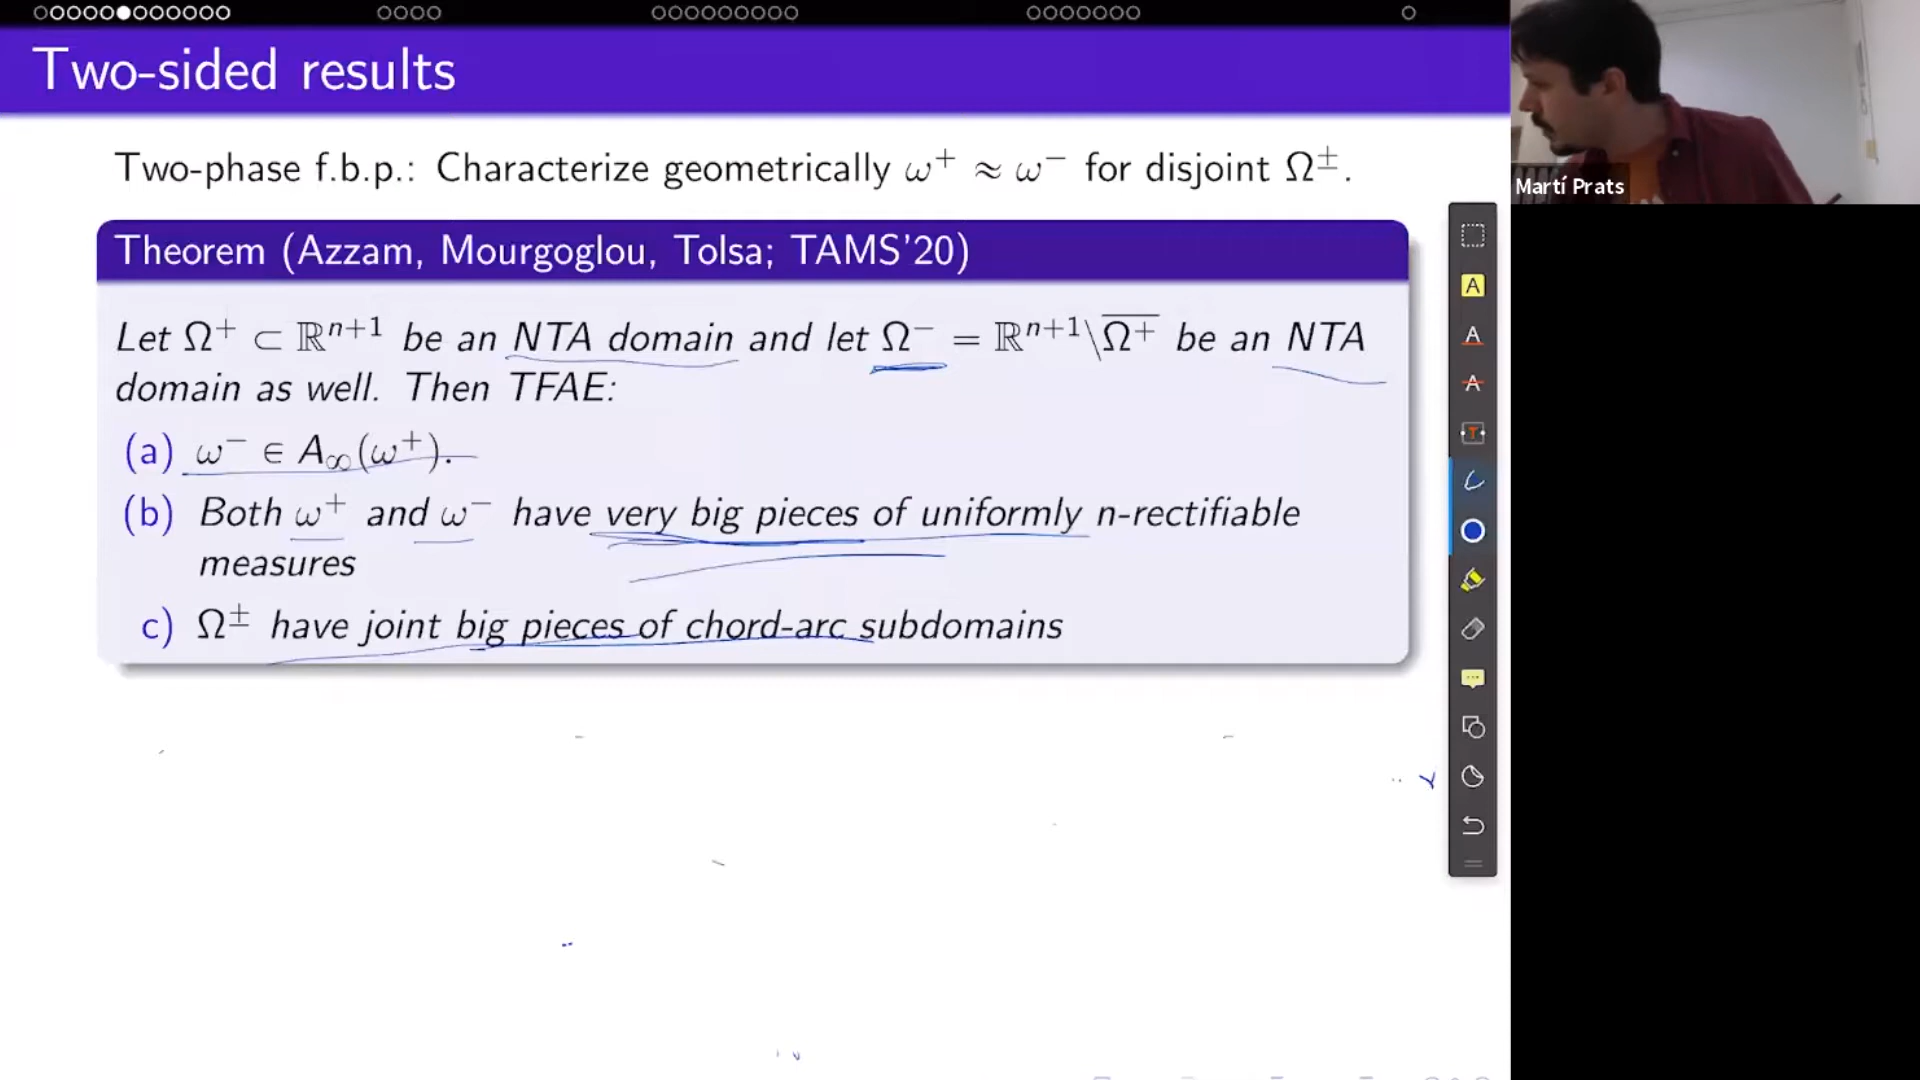 Two-sided results
Martí Prats
Two-phase f.b.p.: Characterize geometrically ω⁺ ≈ ω⁻ for disjoint Ω^±.
Theorem (Azzam, Mourgoglou, Tolsa; TAMS'20)
Let Ω⁺ ⊂ ℝⁿ⁺¹ be an NTA domain and let Ω⁻ = ℝⁿ⁺¹\\overline{Ω⁺} be an NTA
domain as well. Then TFAE:
(a) ω⁻ ∈ A_∞(ω⁺).
(b) Both ω⁺ and ω⁻ have very big pieces of uniformly n-rectifiable
measures
c) Ω^± have joint big pieces of chord-arc subdomains